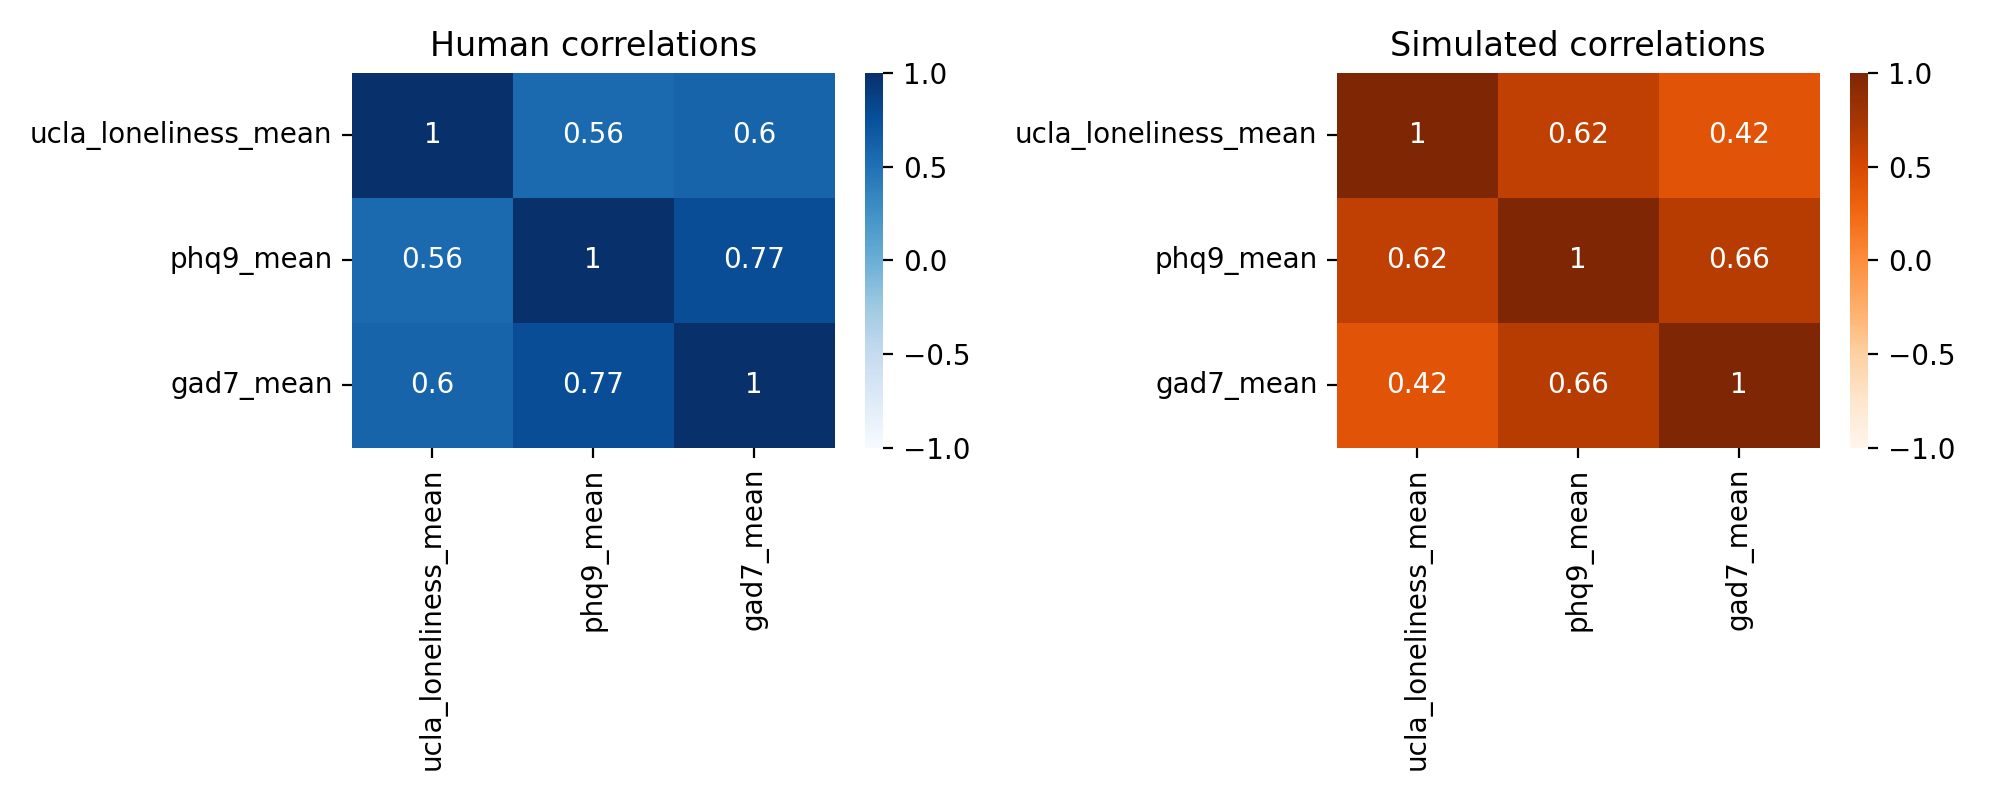 Human correlations
ucla_loneliness_mean
phq9_mean
gad7_mean
1 0.56 0.6
0.56 1 0.77
0.6 0.77 1
ucla_loneliness_mean
phq9_mean
gad7_mean
1.0
0.5
0.0
−0.5
−1.0
Simulated correlations
ucla_loneliness_mean
phq9_mean
gad7_mean
1 0.62 0.42
0.62 1 0.66
0.42 0.66 1
ucla_loneliness_mean
phq9_mean
gad7_mean
1.0
0.5
0.0
−0.5
−1.0